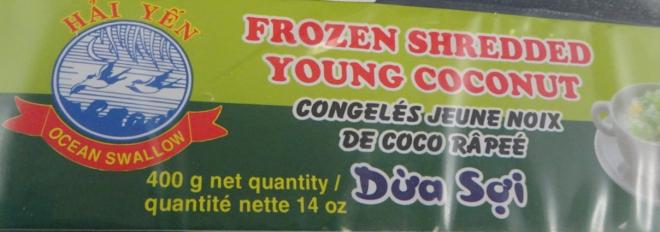 HẢI YẾN
OCEAN SWALLOW
FROZEN SHREDDED
YOUNG COCONUT
CONGELÉS JEUNE NOIX
DE COCO RÂPEÉ
400 g net quantity /
quantité nette 14 oz
Dừa Sợi